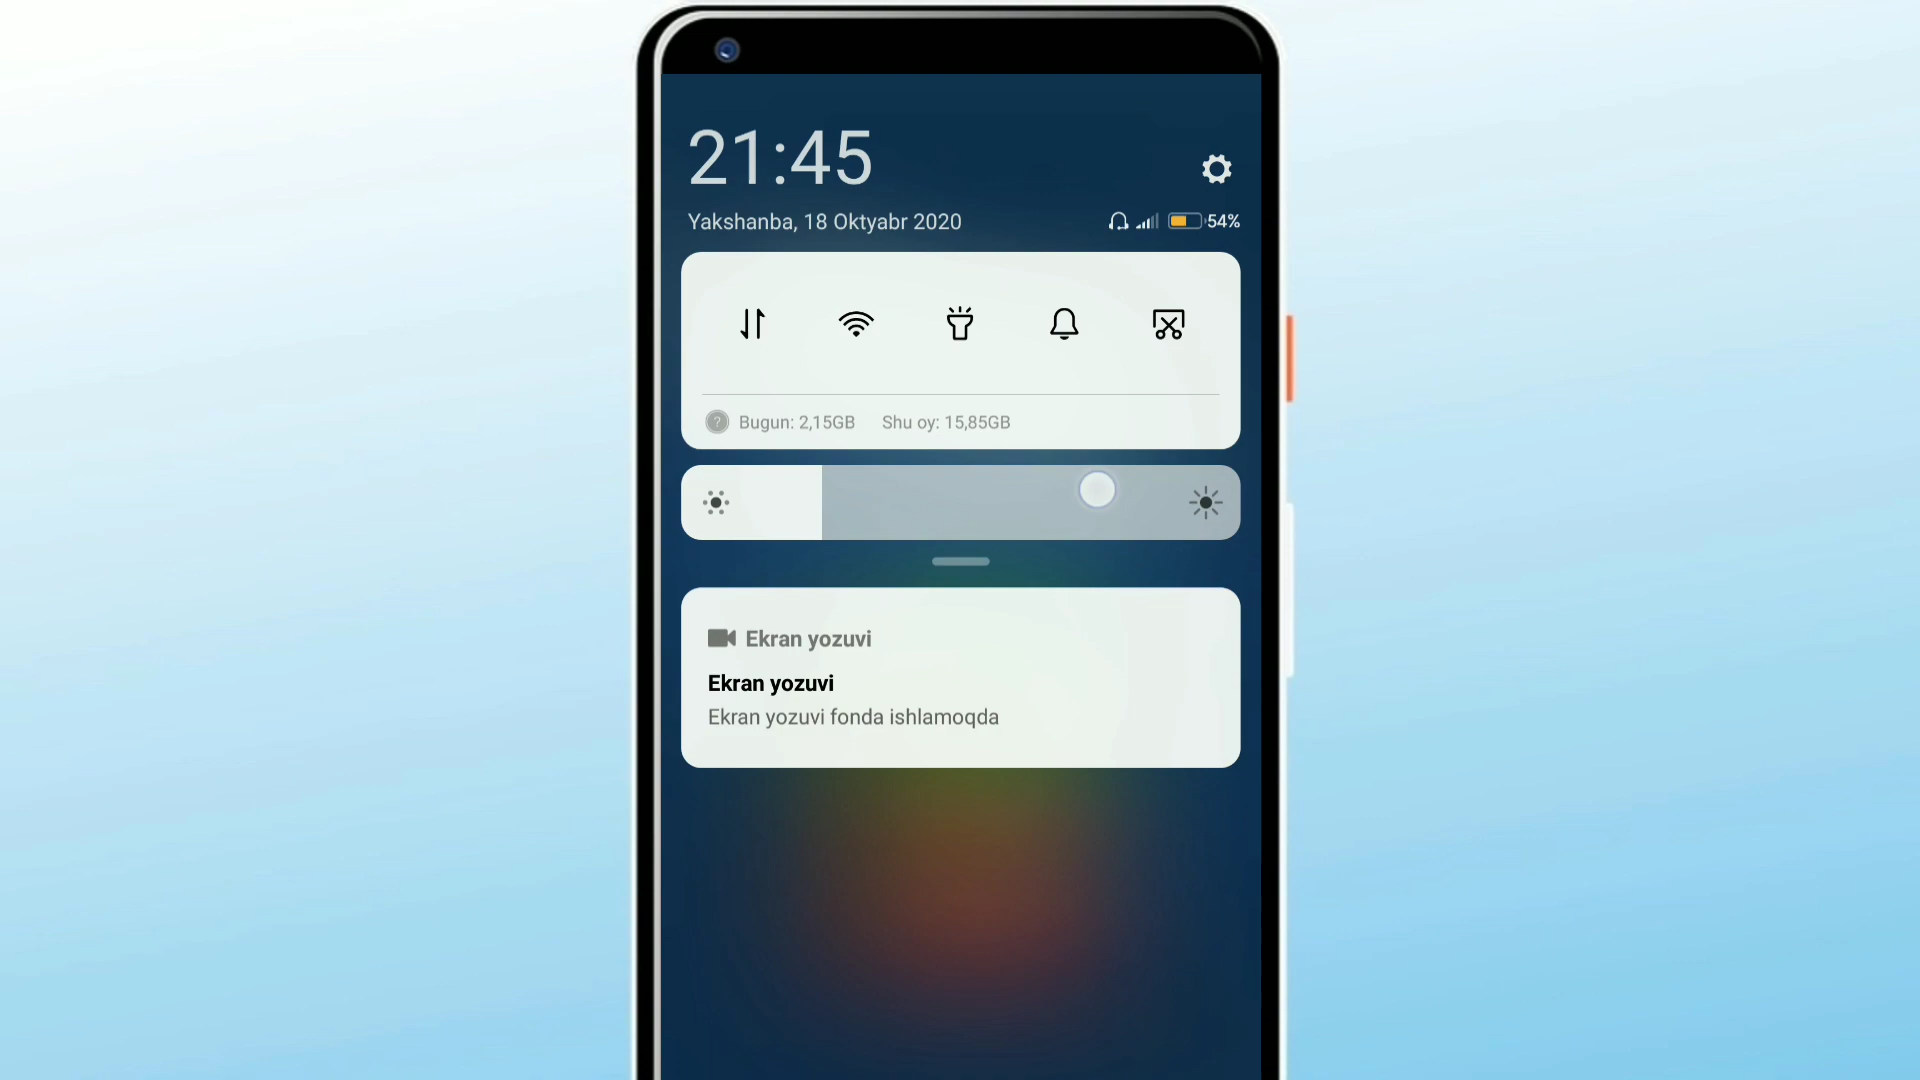 21:45
Yakshanba, 18 Oktyabr 2020
54%
Bugun: 2,15GB Shu oy: 15,85GB
Ekran yozuvi
Ekran yozuvi
Ekran yozuvi fonda ishlamoqda